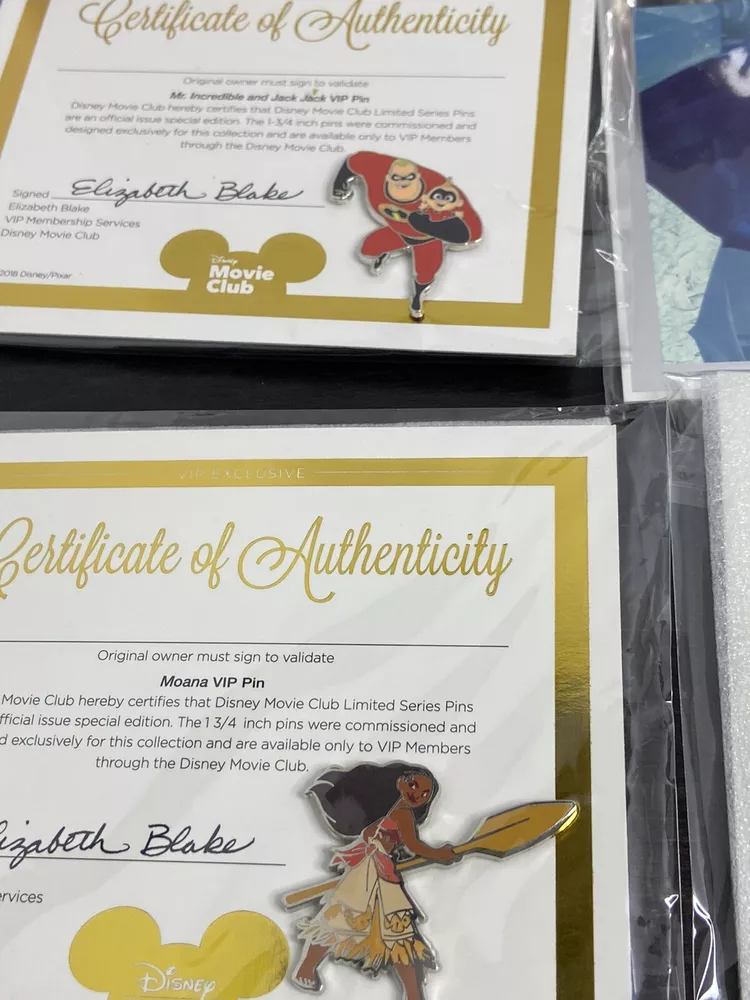 Certificate of Authenticity
Original owner must sign to validate
Mr. Incredible and Jack Jack VIP Pin
Disney Movie Club hereby certifies that Disney Movie Club Limited Series Pins
are an official issue special edition. The 1-3/4 inch pins were commissioned and
designed exclusively for this collection and are available only to VIP Members
through the Disney Movie Club.
Signed Elizabeth Blake
Elizabeth Blake
VIP Membership Services
Disney Movie Club
2018 Disney/Pixar
Disney
Movie
Club
VIP EXCLUSIVE
Certificate of Authenticity
Original owner must sign to validate
Moana VIP Pin
Movie Club hereby certifies that Disney Movie Club Limited Series Pins
fficial issue special edition. The 1 3/4 inch pins were commissioned and
d exclusively for this collection and are available only to VIP Members
through the Disney Movie Club.
lizabeth Blake
ervices
Disney